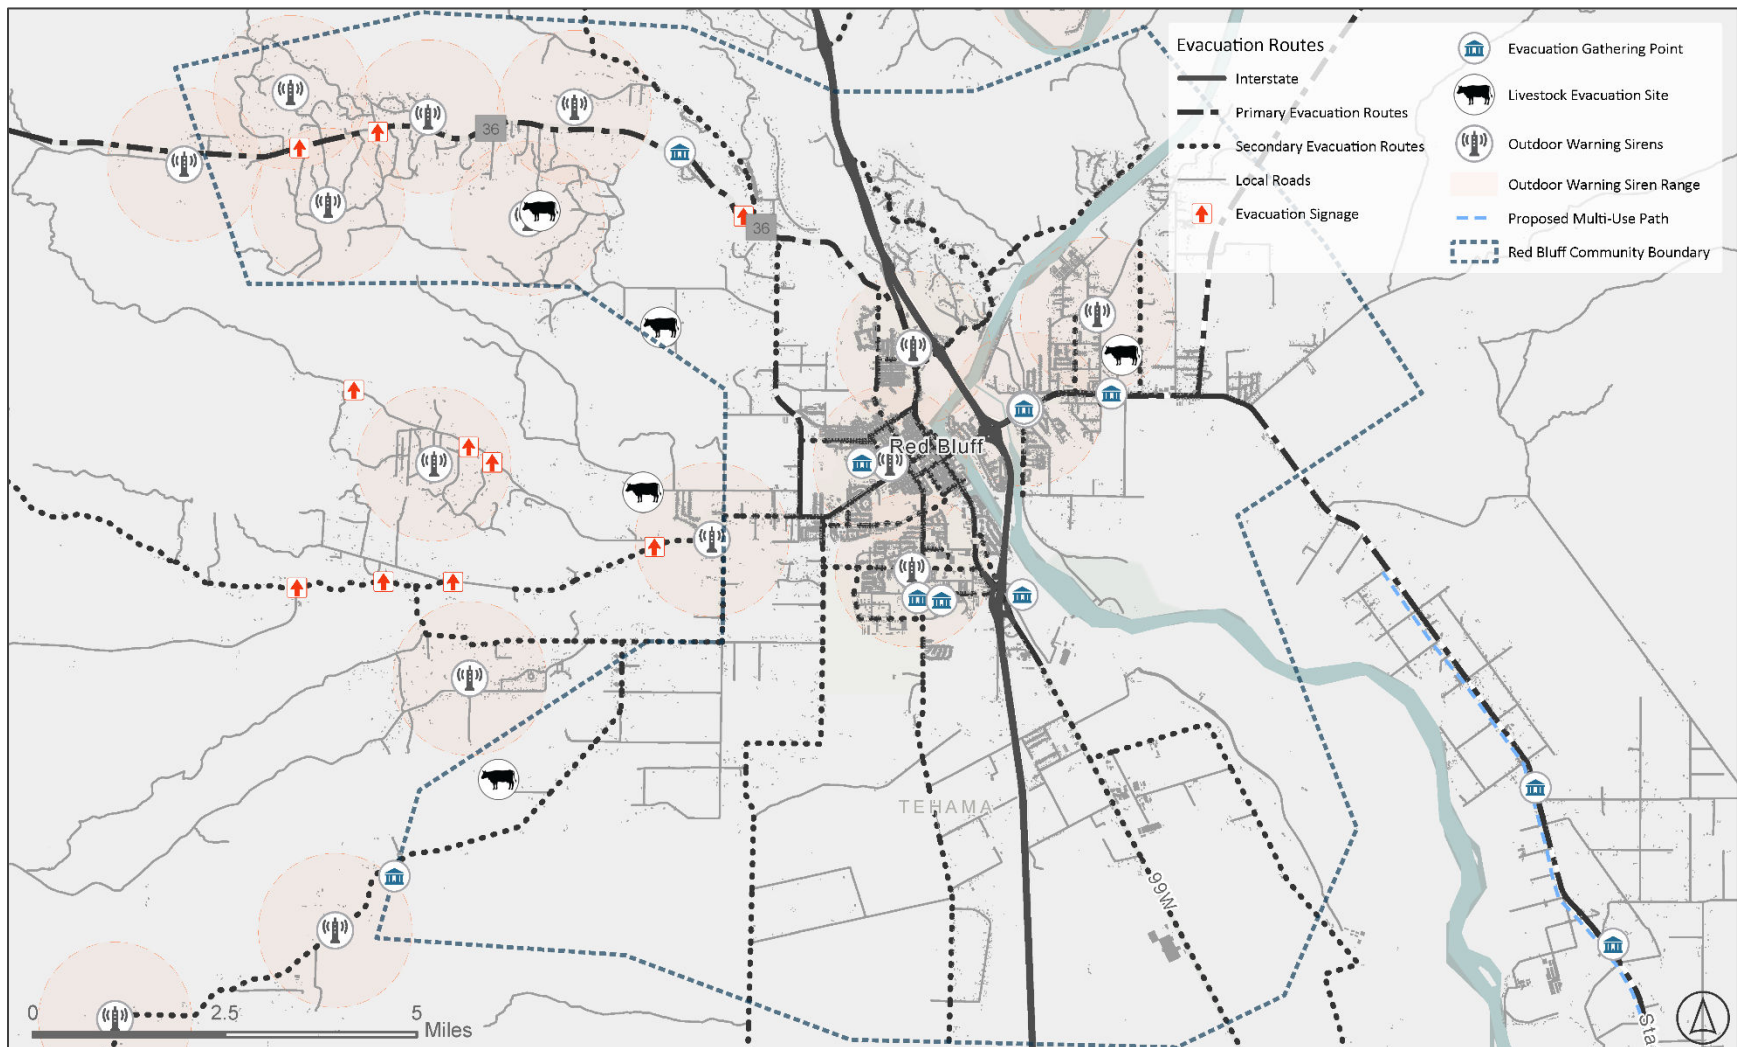 Evacuation Routes
Interstate
Primary Evacuation Routes
Secondary Evacuation Routes
Local Roads
Evacuation Signage
Evacuation Gathering Point
Livestock Evacuation Site
Outdoor Warning Sirens
Outdoor Warning Siren Range
Proposed Multi-Use Path
Red Bluff Community Boundary
36
36
Red Bluff
TEHAMA
99W
Sta
0 2.5 5
Miles